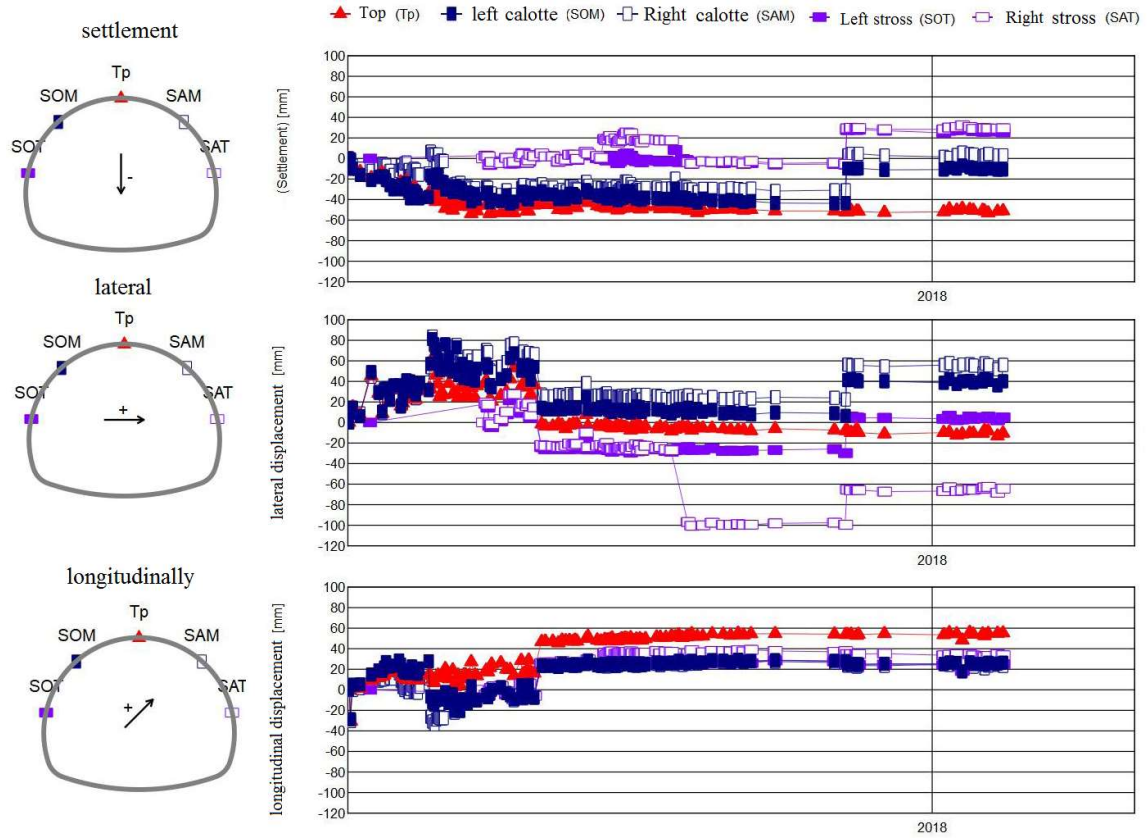 Top (Tp) left calotte (SOM) Right calotte (SAM) Left stross (SOT) Right stross (SAT)
settlement
Tp
SOM SAM
SOT SAT
-
(Settlement) [mm]
100
80
60
40
20
0
-20
-40
-60
-80
-100
-120
2018
lateral
Tp
SOM SAM
SOT SAT
+
lateral displacement [mm]
100
80
60
40
20
0
-20
-40
-60
-80
-100
-120
2018
longitudinally
Tp
SOM SAM
SOT SAT
+
longitudinal displacement [mm]
100
80
60
40
20
0
-20
-40
-60
-80
-100
-120
2018